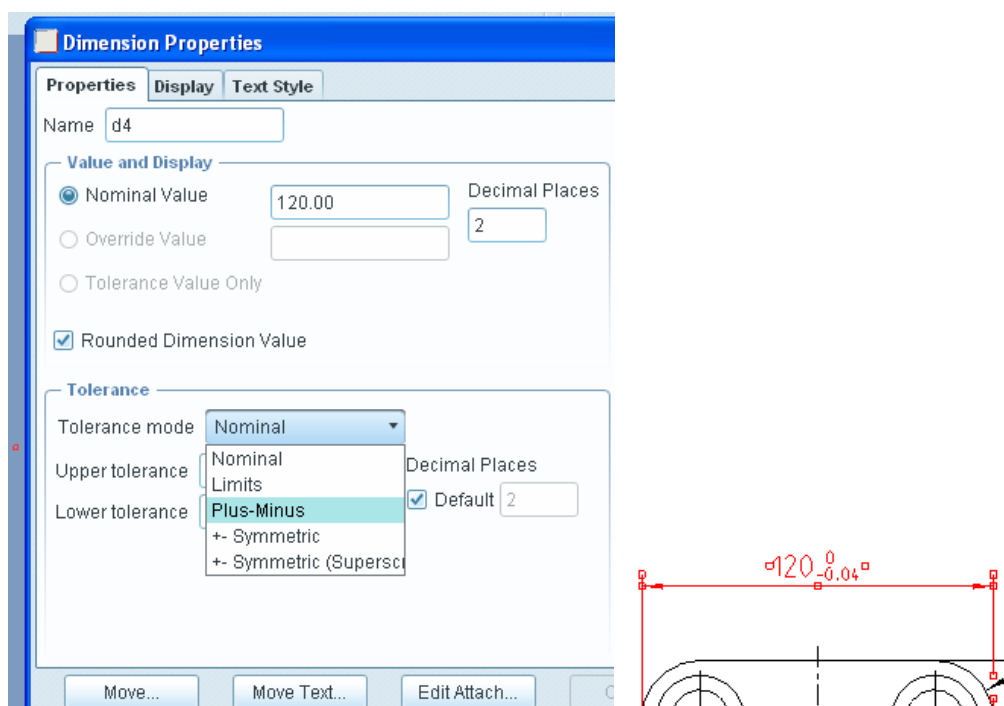 Dimension Properties
Properties Display Text Style
Name d4
Value and Display
Nominal Value 120.00 Decimal Places
2
Override Value
Tolerance Value Only
Rounded Dimension Value
Tolerance
Tolerance mode Nominal
Nominal
Upper tolerance Decimal Places
Limits
Default 2
Lower tolerance Plus-Minus
+- Symmetric
+- Symmetric (Superscr
Move... Move Text... Edit Attach...
120 0 -0.04